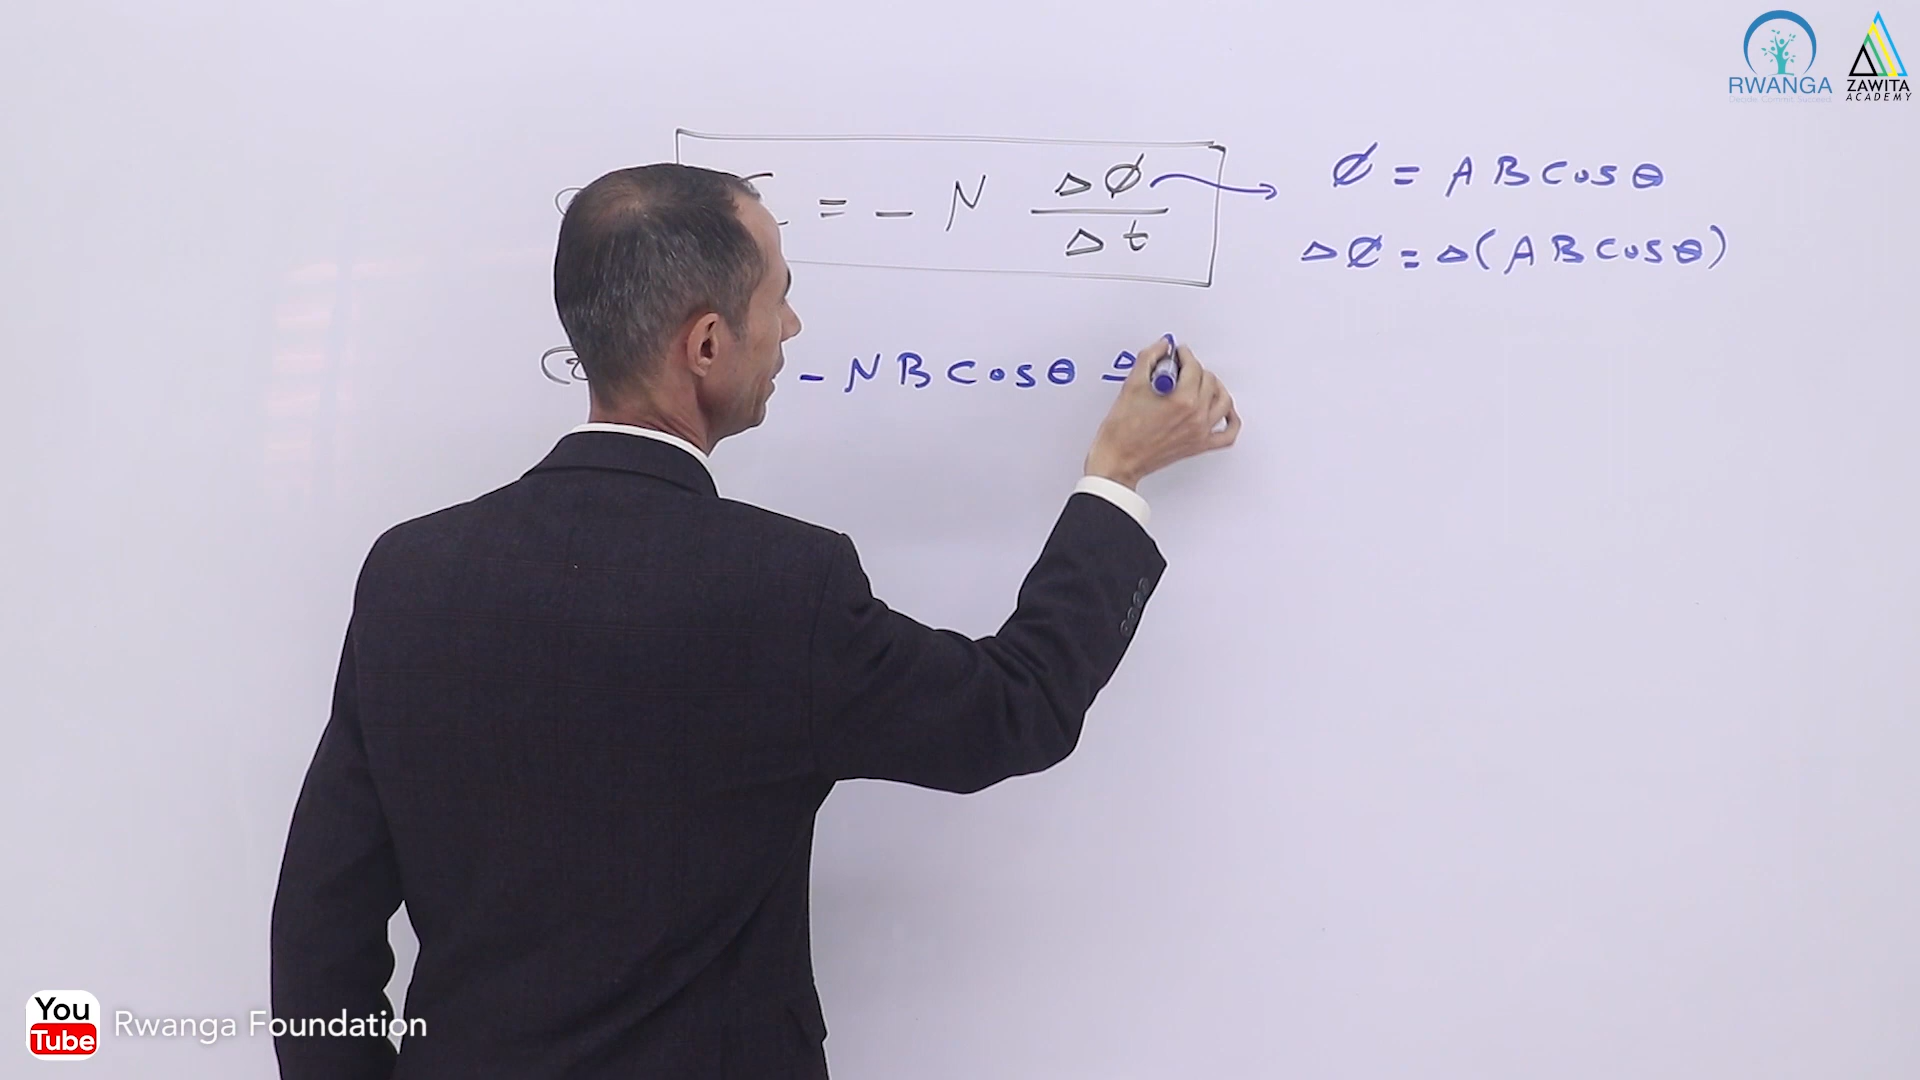 = - N ΔØ / Δt
Ø = A B Cos θ
ΔØ = Δ( A B Cos θ )
- N B Cos θ Δ
RWANGA
ZAWITA
ACADEMY
You
Tube
Rwanga Foundation